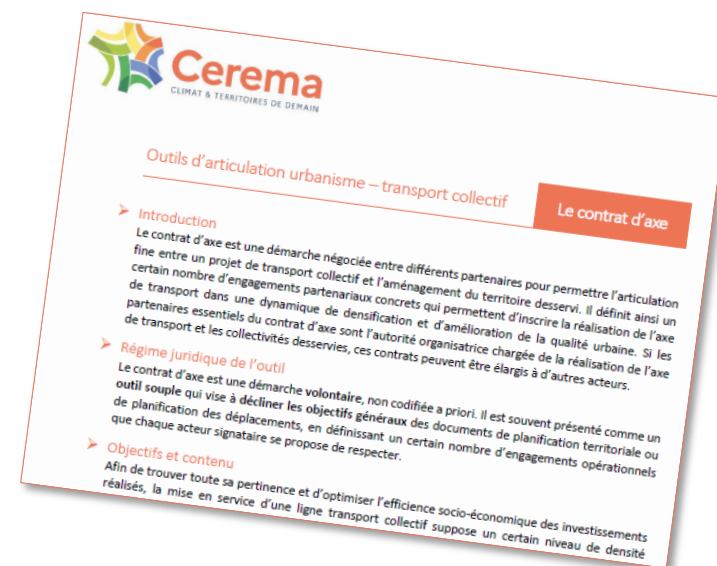 Cerema
CLIMAT & TERRITOIRES DE DEMAIN
Outils d'articulation urbanisme – transport collectif
Le contrat d'axe
Introduction
Le contrat d'axe est une démarche négociée entre différents partenaires pour permettre l'articulation
fine entre un projet de transport collectif et l'aménagement du territoire desservi. Il définit ainsi un
certain nombre d'engagements partenariaux concrets qui permettent d'inscrire la réalisation de l'axe
de transport dans une dynamique de densification et d'amélioration de la qualité urbaine. Si les
partenaires essentiels du contrat d'axe sont l'autorité organisatrice chargée de la réalisation de l'axe
de transport et les collectivités desservies, ces contrats peuvent être élargis à d'autres acteurs.
Régime juridique de l'outil
Le contrat d'axe est une démarche volontaire, non codifiée a priori. Il est souvent présenté comme un
outil souple qui vise à décliner les objectifs généraux des documents de planification territoriale ou
de planification des déplacements, en définissant un certain nombre d'engagements opérationnels
que chaque acteur signataire se propose de respecter.
Objectifs et contenu
Afin de trouver toute sa pertinence et d'optimiser l'efficience socio-économique des investissements
réalisés, la mise en service d'une ligne transport collectif suppose un certain niveau de densité